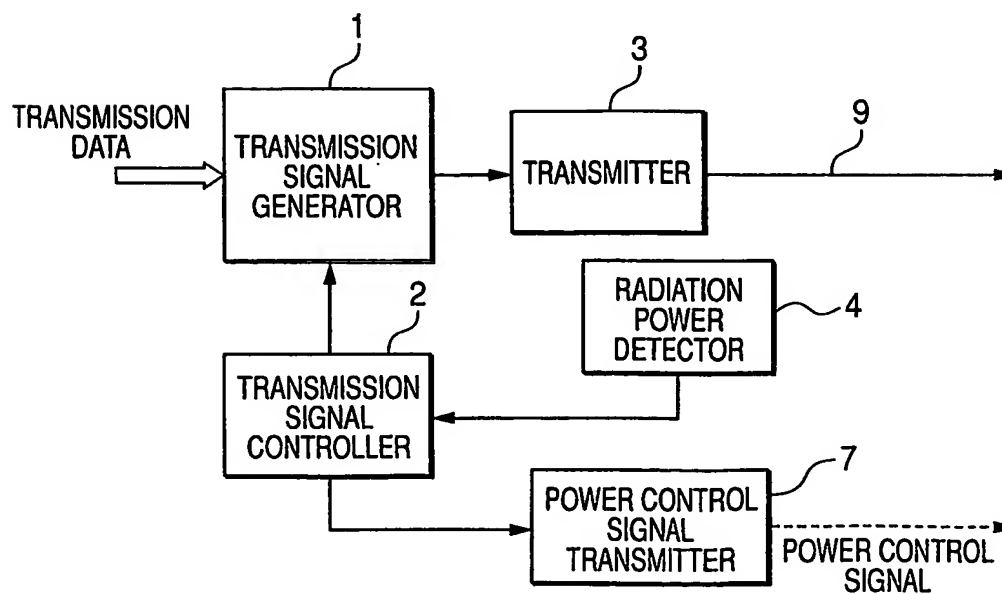 1
3
9
TRANSMISSION
DATA
TRANSMISSION
SIGNAL
GENERATOR
TRANSMITTER
2
4
RADIATION
POWER
DETECTOR
TRANSMISSION
SIGNAL
CONTROLLER
7
POWER CONTROL
SIGNAL
TRANSMITTER
POWER CONTROL
SIGNAL